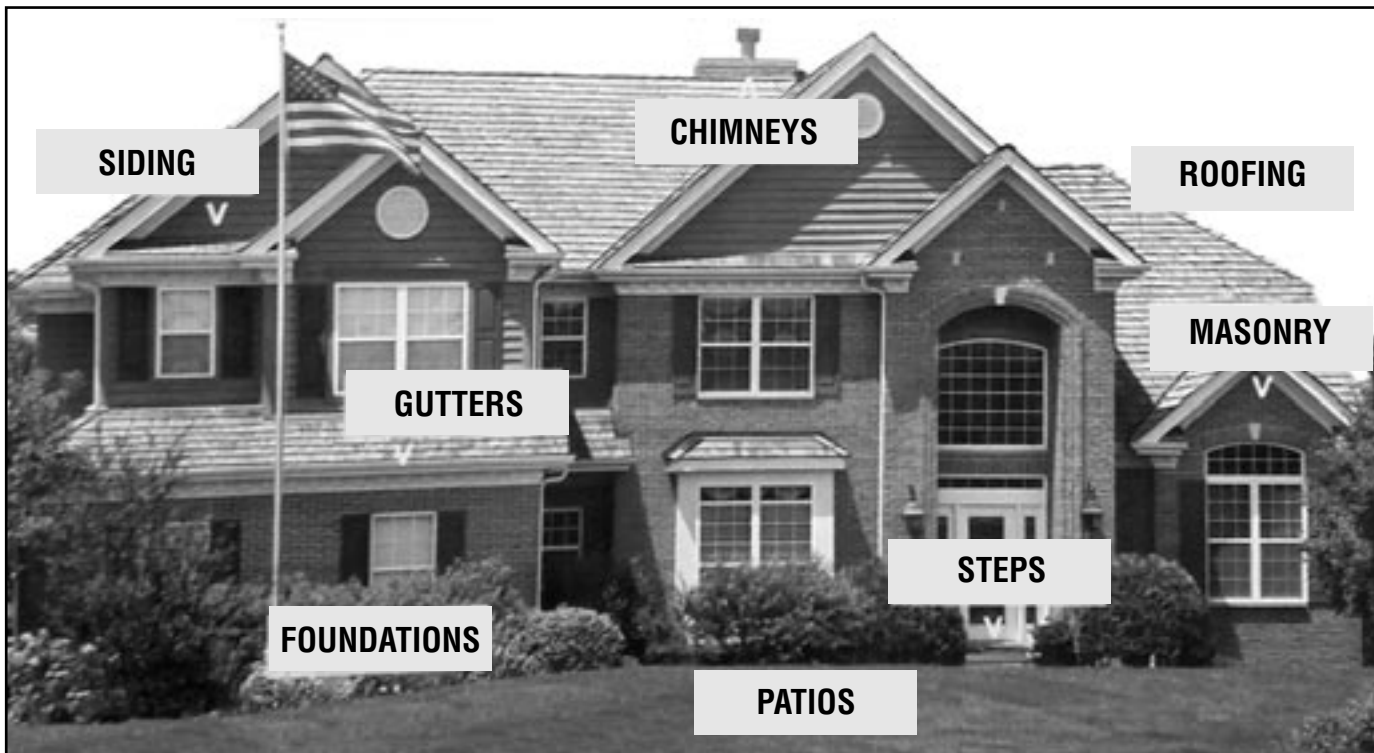 CHIMNEYS
SIDING
ROOFING
MASONRY
GUTTERS
STEPS
FOUNDATIONS
PATIOS